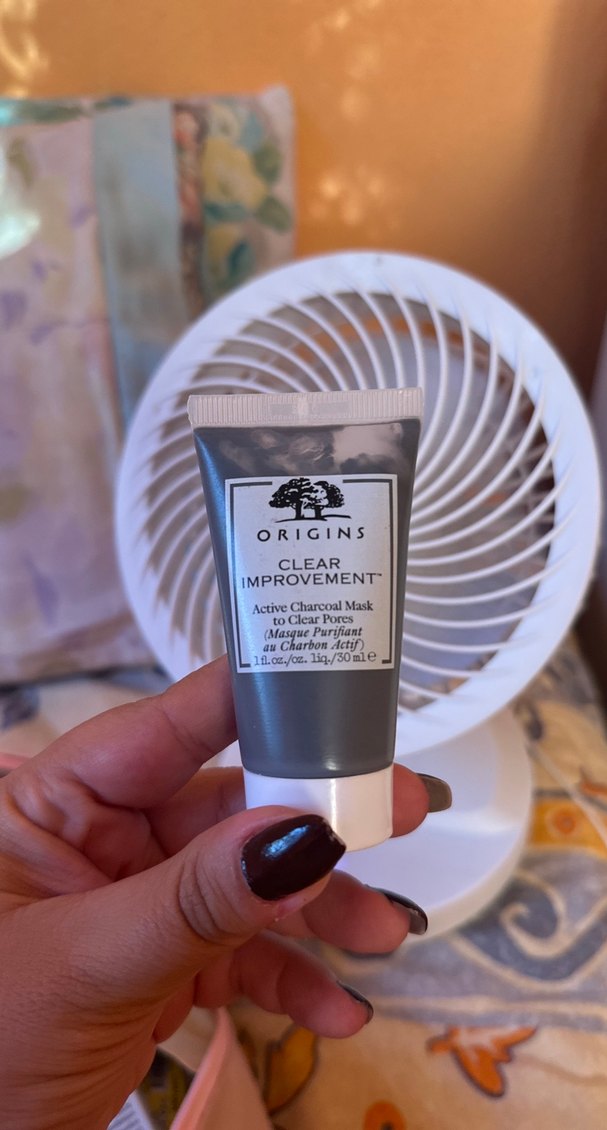 ORIGINS
CLEAR
IMPROVEMENT™
Active Charcoal Mask
to Clear Pores
(Masque Purifiant
au Charbon Actif)
1 fl.oz./oz. liq./30 ml ℮